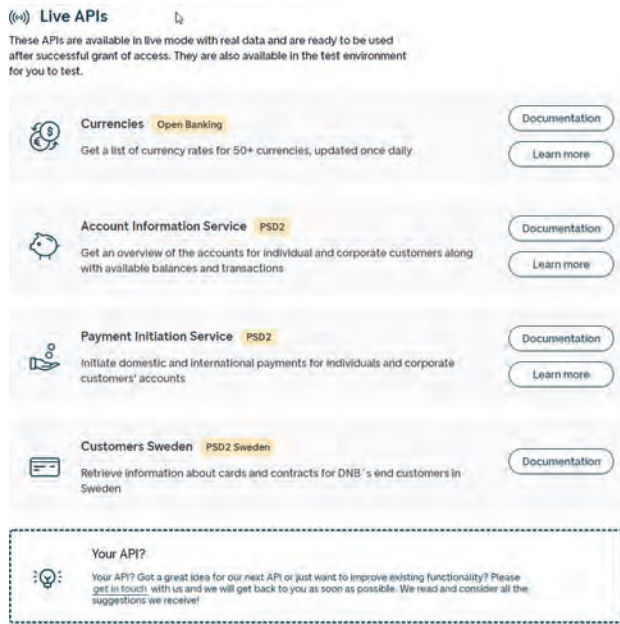 Live APIs
These APIs are available in live mode with real data and are ready to be used
after successful grant of access. They are also available in the test environment
for you to test.
Currencies Open Banking
Get a list of currency rates for 50+ currencies, updated once daily
Documentation
Learn more
Account Information Service PSD2
Get an overview of the accounts for individual and corporate customers along
with available balances and transactions
Documentation
Learn more
Payment Initiation Service PSD2
Initiate domestic and international payments for individuals and corporate
customers' accounts
Documentation
Learn more
Customers Sweden PSD2 Sweden
Retrieve information about cards and contracts for DNB´s end customers in
Sweden
Documentation
Your API?
Your API? Got a great idea for our next API or just want to improve existing functionality? Please
get in touch with us and we will get back to you as soon as possible. We read and consider all the
suggestions we receive!